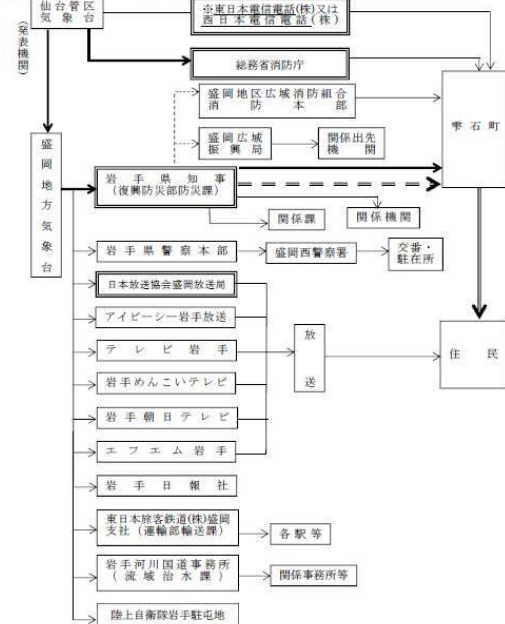 仙台管区
気象台
(発表機関)
※東日本電信電話(株)又は
西日本電信電話(株)
総務省消防庁
盛岡地区広域消防組合
消防本部
雫石町
盛岡広域
振興局
関係出先
機関
盛岡地方気象台
岩手県知事
(復興防災部防災課)
関係課
関係機関
岩手県警察本部
盛岡西警察署
交番・
駐在所
日本放送協会盛岡放送局
アイビーシー岩手放送
テレビ岩手
放送
住民
岩手めんこいテレビ
岩手朝日テレビ
エフエム岩手
岩手日報社
東日本旅客鉄道(株)盛岡
支社(運輸部輸送課)
各駅等
岩手河川国道事務所
(流域治水課)
関係事務所等
陸上自衛隊岩手駐屯地